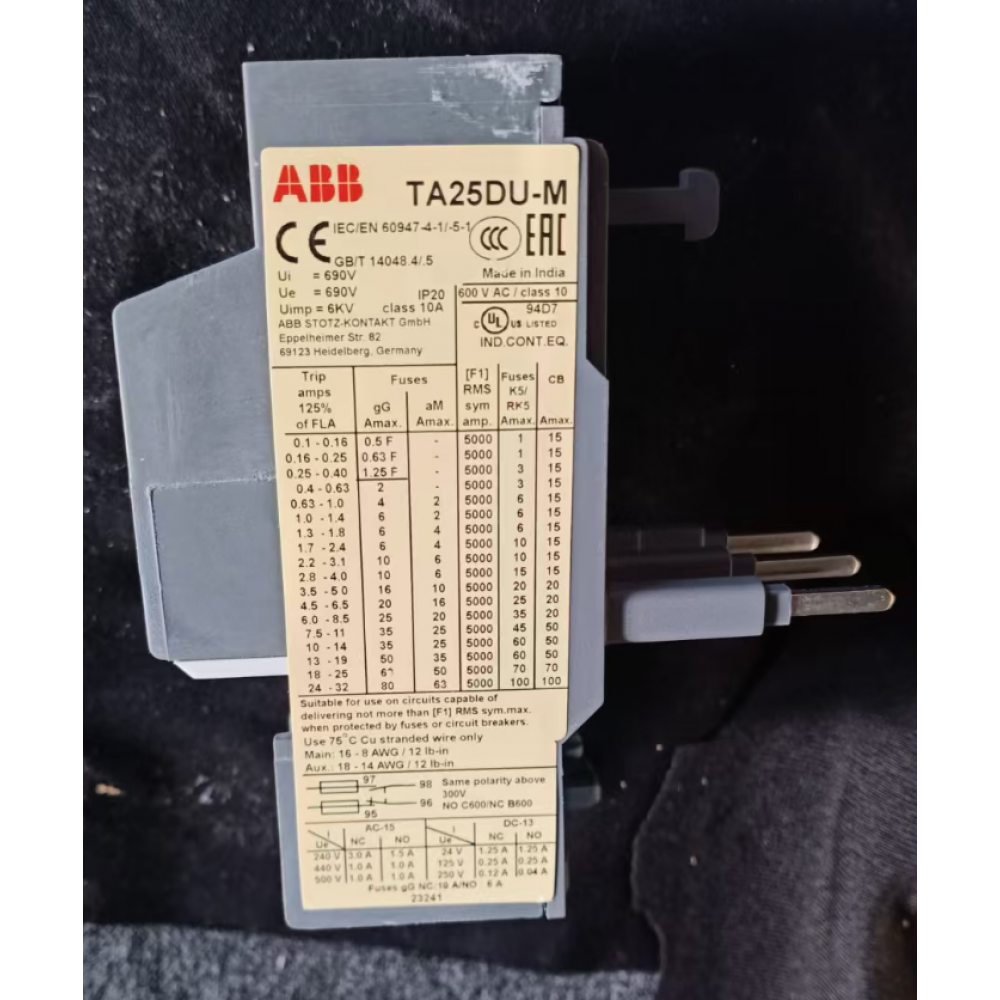 ABB TA25DU-M
CE IEC/EN 60947-4-1/-5-1 CCC EAC
GB/T 14048.4/.5
Ui = 690V Made in India
Ue = 690V IP20 600 V AC / class 10
Uimp = 6KV class 10A 94D7
ABB STOTZ-KONTAKT GmbH C UL US LISTED
Eppelheimer Str. 82 IND.CONT.EQ.
69123 Heidelberg, Germany
Trip Fuses [F1] Fuses CB
amps RMS K5/
125% gG aM sym RK5
of FLA Amax. Amax. amp. Amax. Amax.
0.1 - 0.16 0.5 F - 5000 1 15
0.16 - 0.25 0.63 F - 5000 1 15
0.25 - 0.40 1.25 F - 5000 3 15
0.4 - 0.63 2 - 5000 3 15
0.63 - 1.0 4 2 5000 6 15
1.0 - 1.4 6 2 5000 6 15
1.3 - 1.8 6 4 5000 6 15
1.7 - 2.4 6 4 5000 10 15
2.2 - 3.1 10 6 5000 10 15
2.8 - 4.0 10 6 5000 15 15
3.5 - 5.0 16 10 5000 20 20
4.5 - 6.5 20 16 5000 25 20
6.0 - 8.5 25 20 5000 35 20
7.5 - 11 35 25 5000 45 50
10 - 14 35 25 5000 60 50
13 - 19 50 35 5000 60 50
18 - 25 50 5000 70 70
24 - 32 80 63 5000 100 100
Suitable for use on circuits capable of
delivering not more than [F1] RMS sym.max.
when protected by fuses or circuit breakers.
Use 75°C Cu stranded wire only
Main: 16 - 8 AWG / 12 lb-in
Aux.: 18 - 14 AWG / 12 lb-in
97 98 Same polarity above
300V
95 96 NO C600/NC B600
AC-15 DC-13
I I
Ue NC NO Ue NC NO
240 V 3.0 A 1.5 A 24 V 1.25 A 1.25 A
440 V 1.0 A 1.0 A 125 V 0.25 A 0.25 A
500 V 1.0 A 1.0 A 250 V 0.12 A 0.04 A
Fuses gG NC:10 A/NO: 6 A
23241